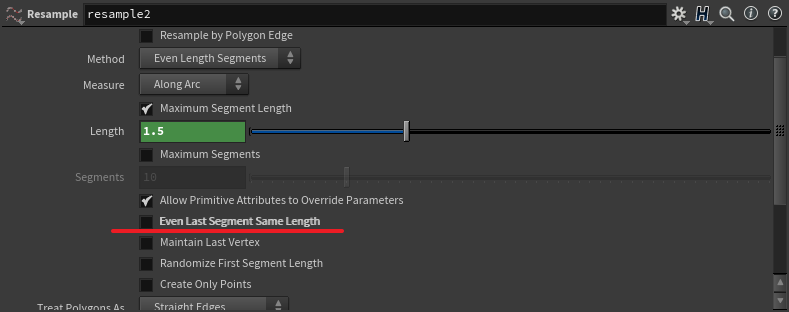 Resample resample2
Resample by Polygon Edge
Method Even Length Segments
Measure Along Arc
Maximum Segment Length
Length 1.5
Maximum Segments
Segments 10
Allow Primitive Attributes to Override Parameters
Even Last Segment Same Length
Maintain Last Vertex
Randomize First Segment Length
Create Only Points
Treat Polygons As Straight Edges